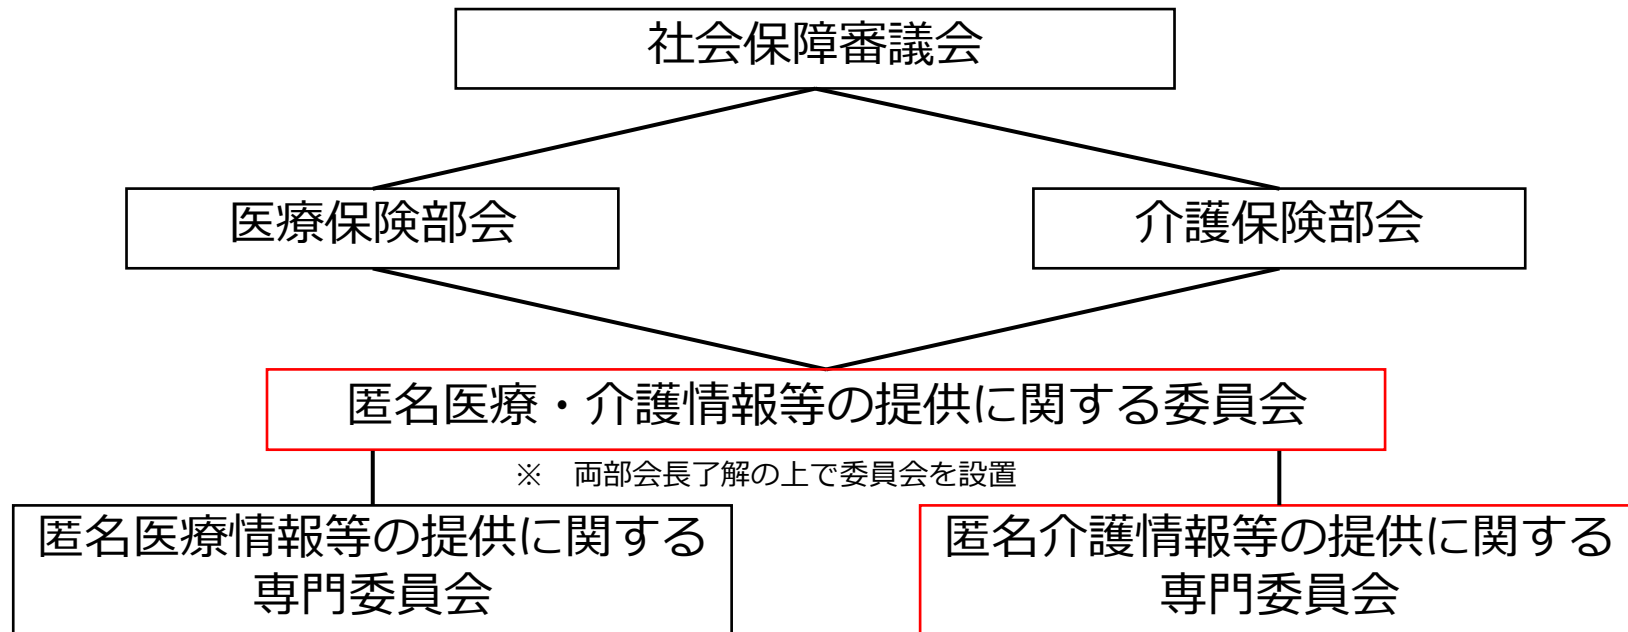 社会保障審議会
医療保険部会
介護保険部会
匿名医療・介護情報等の提供に関する委員会
※　両部会長了解の上で委員会を設置
匿名医療情報等の提供に関する
専門委員会
匿名介護情報等の提供に関する
専門委員会